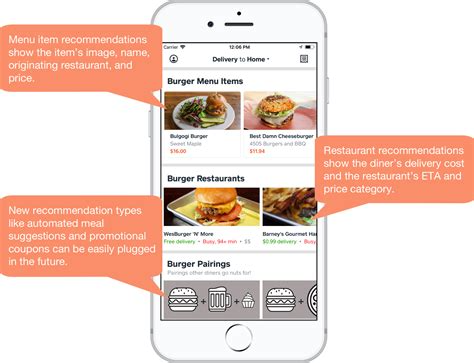 Menu item recommendations
show the item's image, name,
originating restaurant, and
price.
Carrier
12:06 PM
Delivery to Home
Burger Menu Items
Bulgogi Burger
Sweet Maple
$16.00
Best Damn Cheeseburger
4505 Burgers and BBQ
$11.94
Restaurant recommendations
show the diner's delivery cost
and the restaurant's ETA and
price category.
Burger Restaurants
WesBurger 'N' More
Free delivery • Busy, 94+ min • $$
Barney's Gourmet Ha
$0.99 delivery • Busy
New recommendation types
like automated meal
suggestions and promotional
coupons can be easily plugged
in the future.
Burger Pairings
Pairings other diners go nuts for!